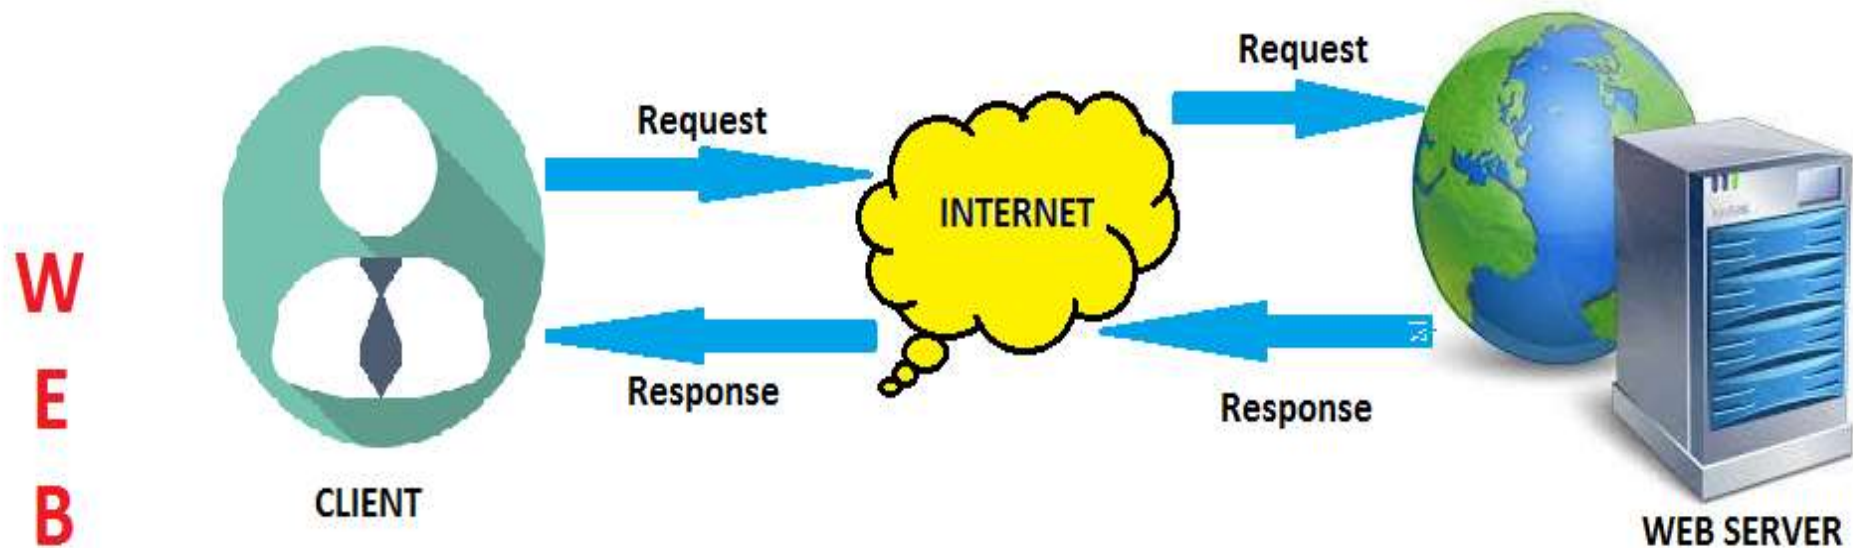 Request
Request
INTERNET
Response
Response
CLIENT
WEB SERVER
W
E
B